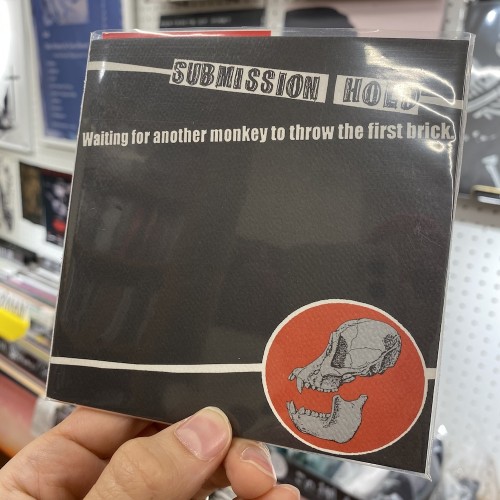 SUBMISSION HOLD
Waiting for another monkey to throw the first brick.